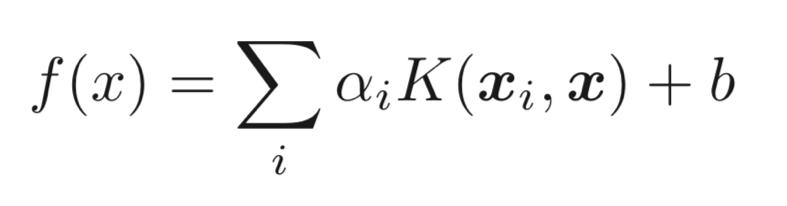 f(x) = ∑_i α_i K(𝒙_i, 𝒙) + b